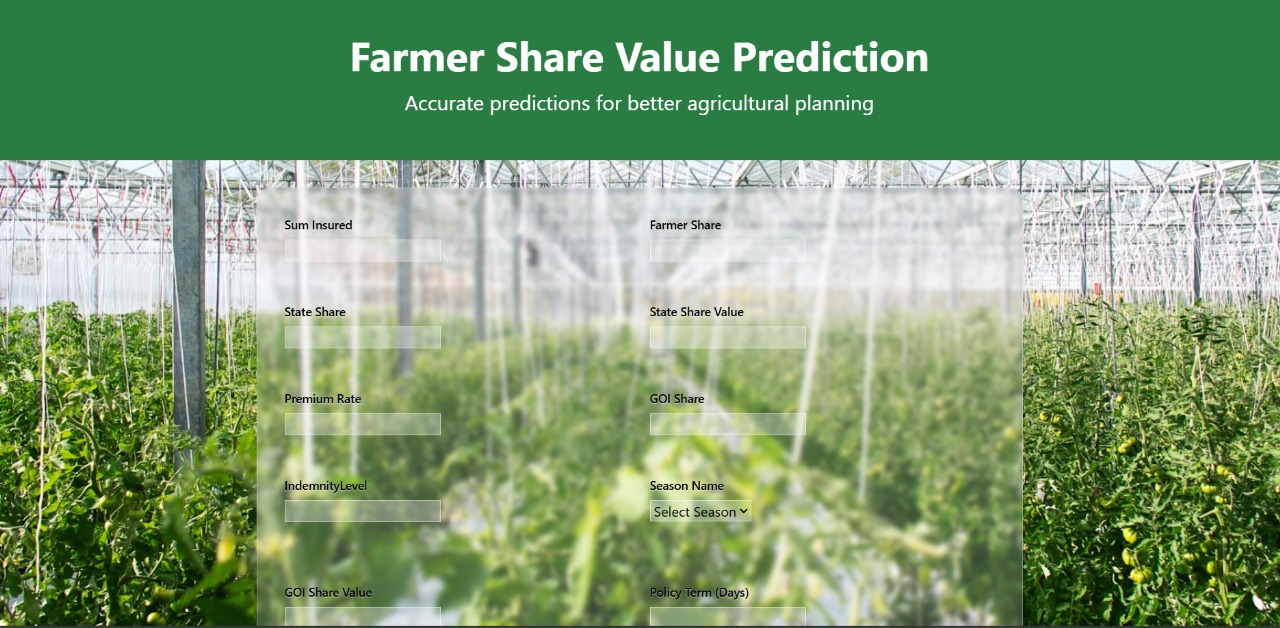 Farmer Share Value Prediction
Accurate predictions for better agricultural planning
Sum Insured
Farmer Share
State Share
State Share Value
Premium Rate
GOI Share
IndemnityLevel
Season Name
Select Season
GOI Share Value
Policy Term (Days)